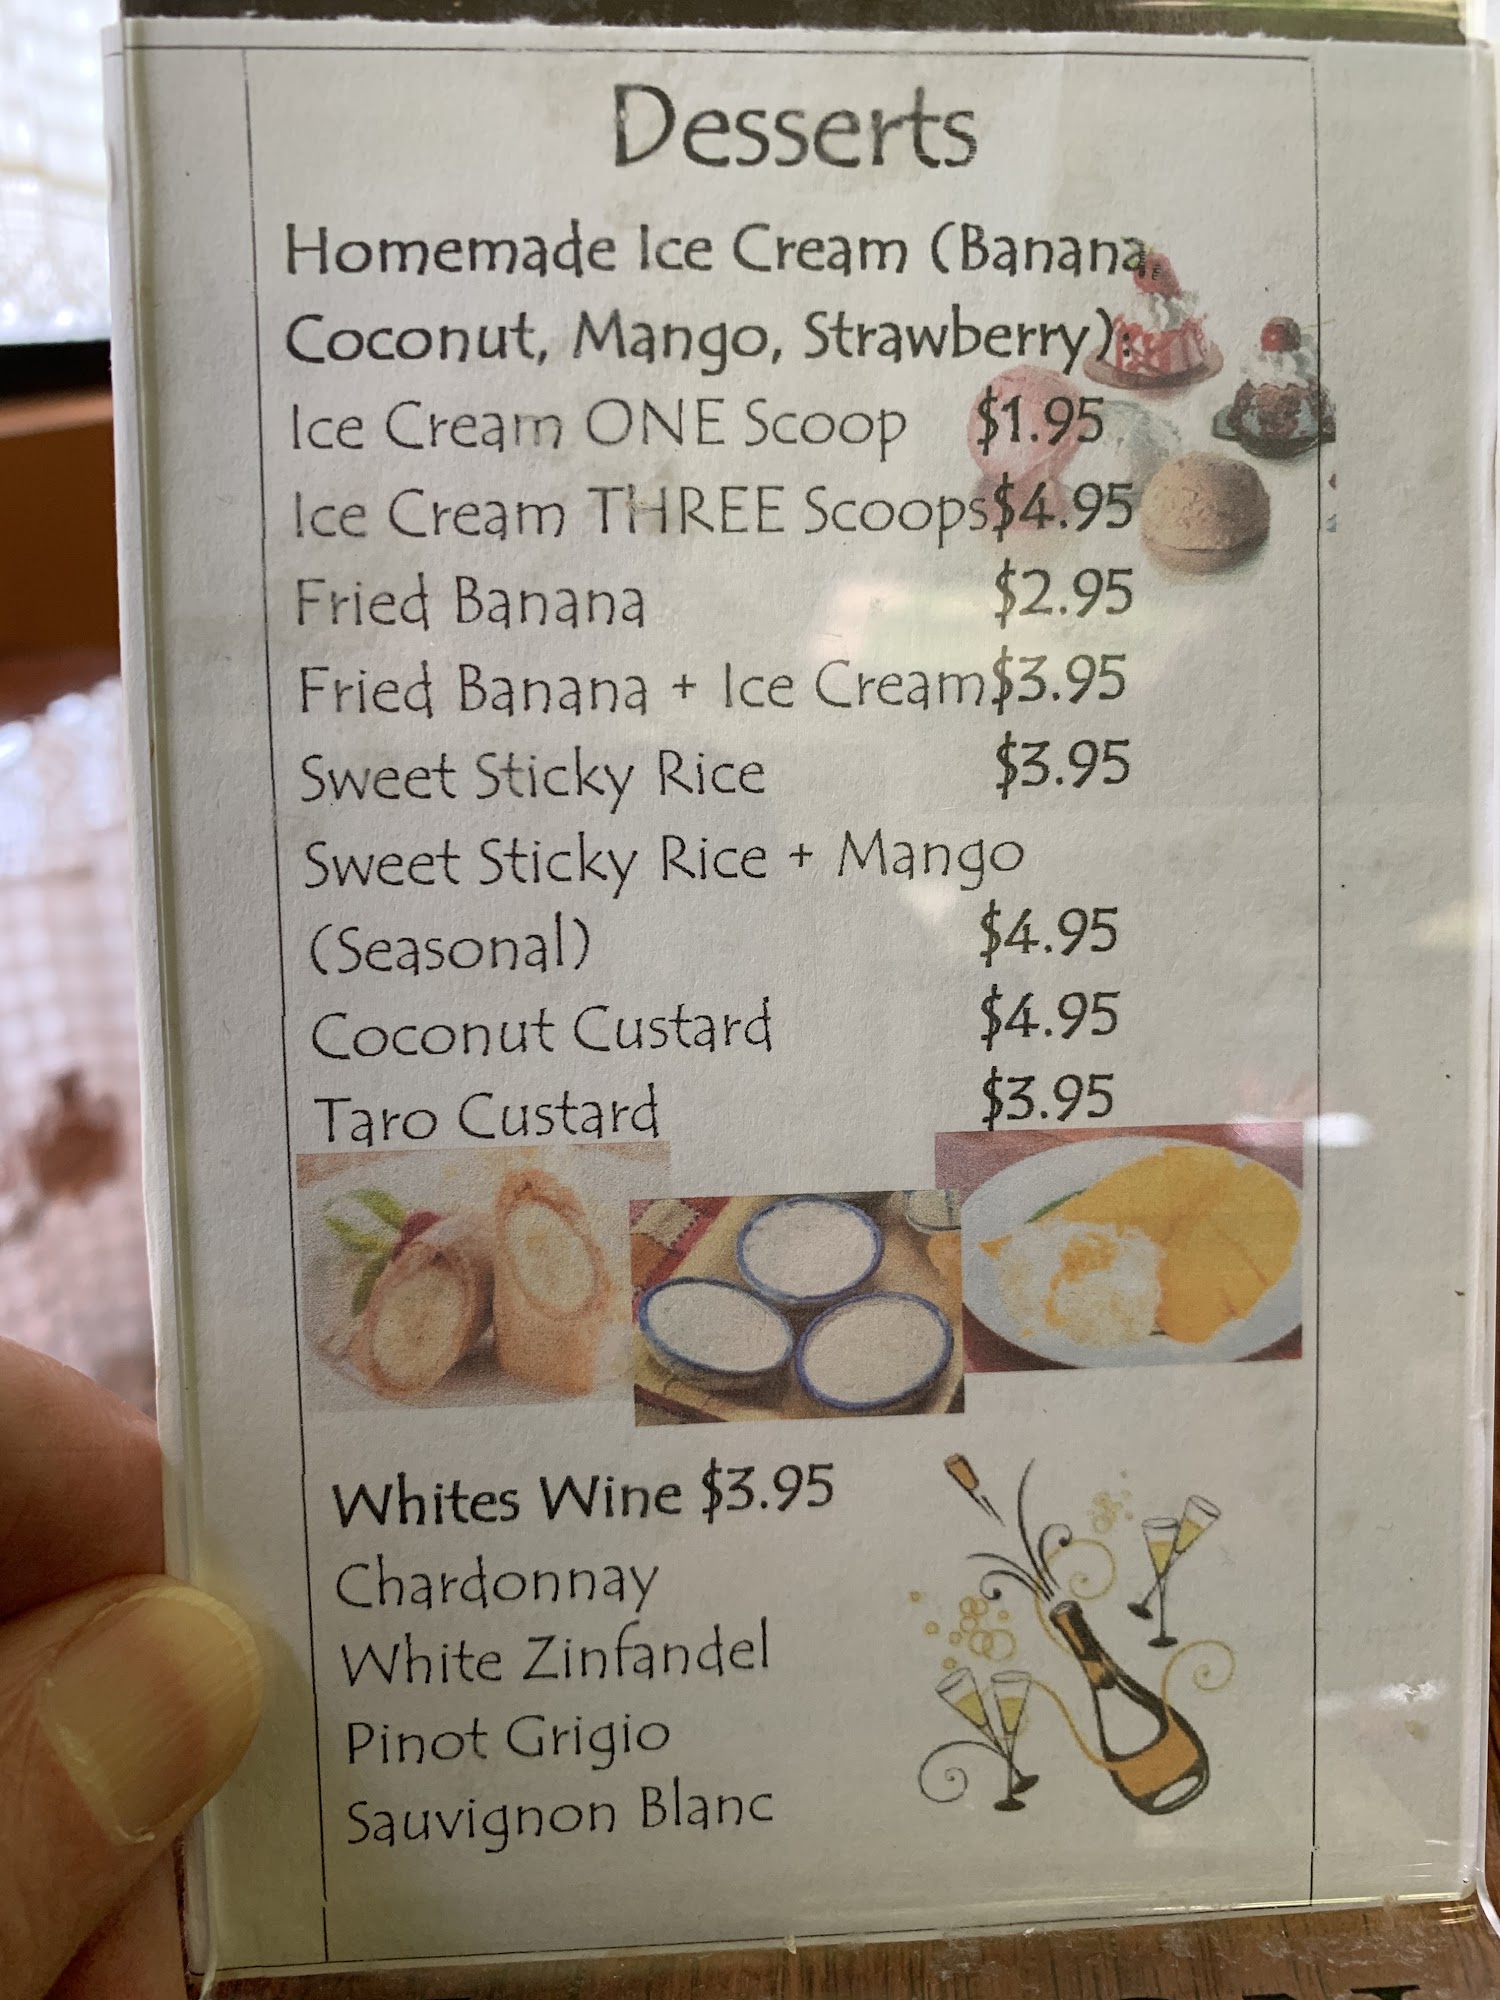 Desserts
Homemade Ice Cream (Banana,
Coconut, Mango, Strawberry):
Ice Cream ONE Scoop $1.95
Ice Cream THREE Scoops $4.95
Fried Banana $2.95
Fried Banana + Ice Cream $3.95
Sweet Sticky Rice $3.95
Sweet Sticky Rice + Mango
(Seasonal) $4.95
Coconut Custard $4.95
Taro Custard $3.95
Whites Wine $3.95
Chardonnay
White Zinfandel
Pinot Grigio
Sauvignon Blanc